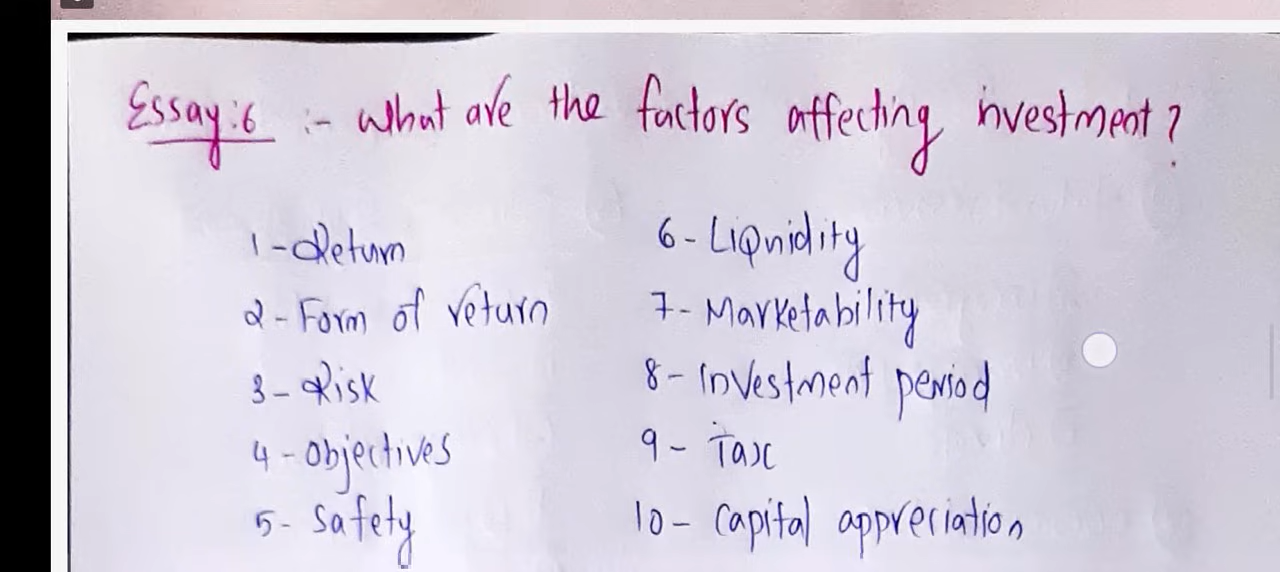 Essay:6 :- What are the factors affecting investment?
1- Return
2- Form of return
3- Risk
4- Objectives
5- Safety
6- Liquidity
7- Marketability
8- Investment period
9- Tax
10- Capital appreciation